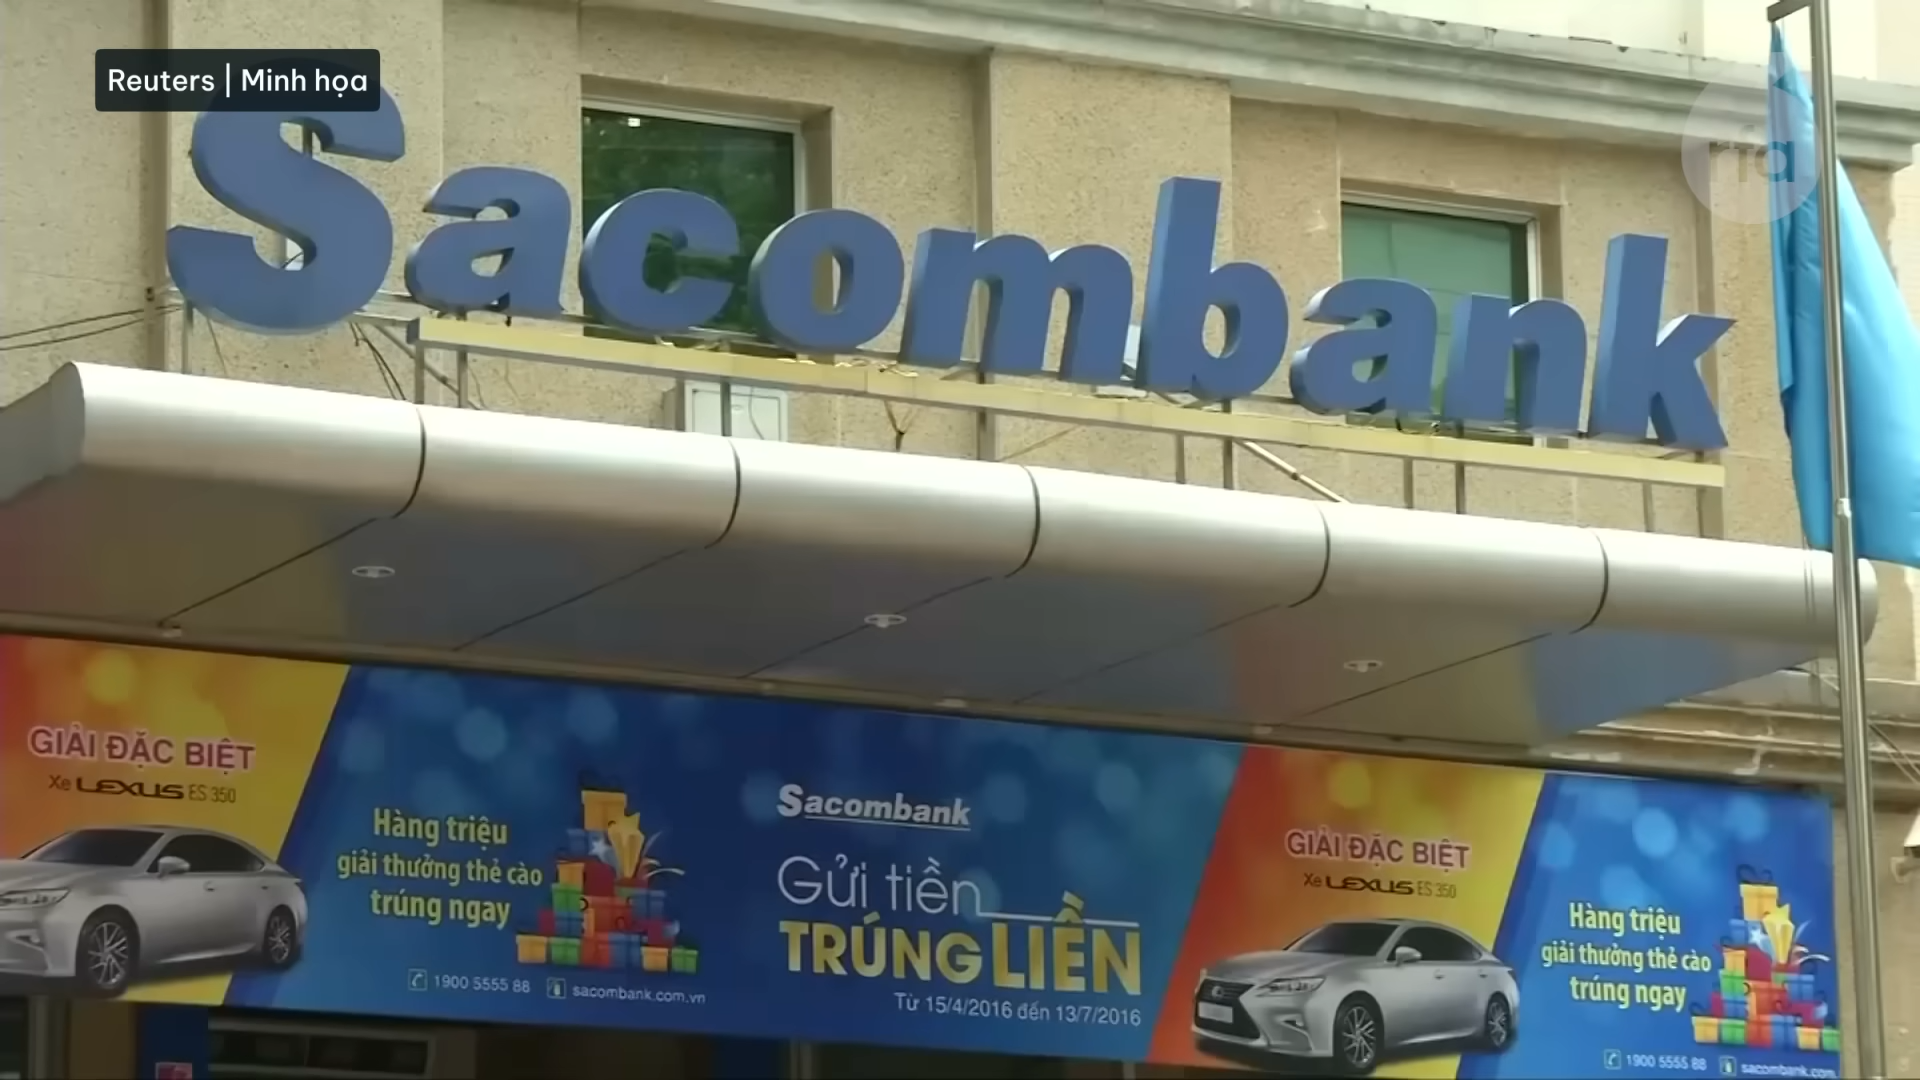 Reuters | Minh họa
rfa
Sacombank
GIẢI ĐẶC BIỆT
Xe LEXUS ES 350
Hàng triệu
giải thưởng thẻ cào
trúng ngay
1900 5555 88 sacombank.com.vn
Sacombank
Gửi tiền
TRÚNG LIỀN
Từ 15/4/2016 đến 13/7/2016
GIẢI ĐẶC BIỆT
Xe LEXUS ES 350
Hàng triệu
giải thưởng thẻ cào
trúng ngay
1900 5555 88 sacombank.com